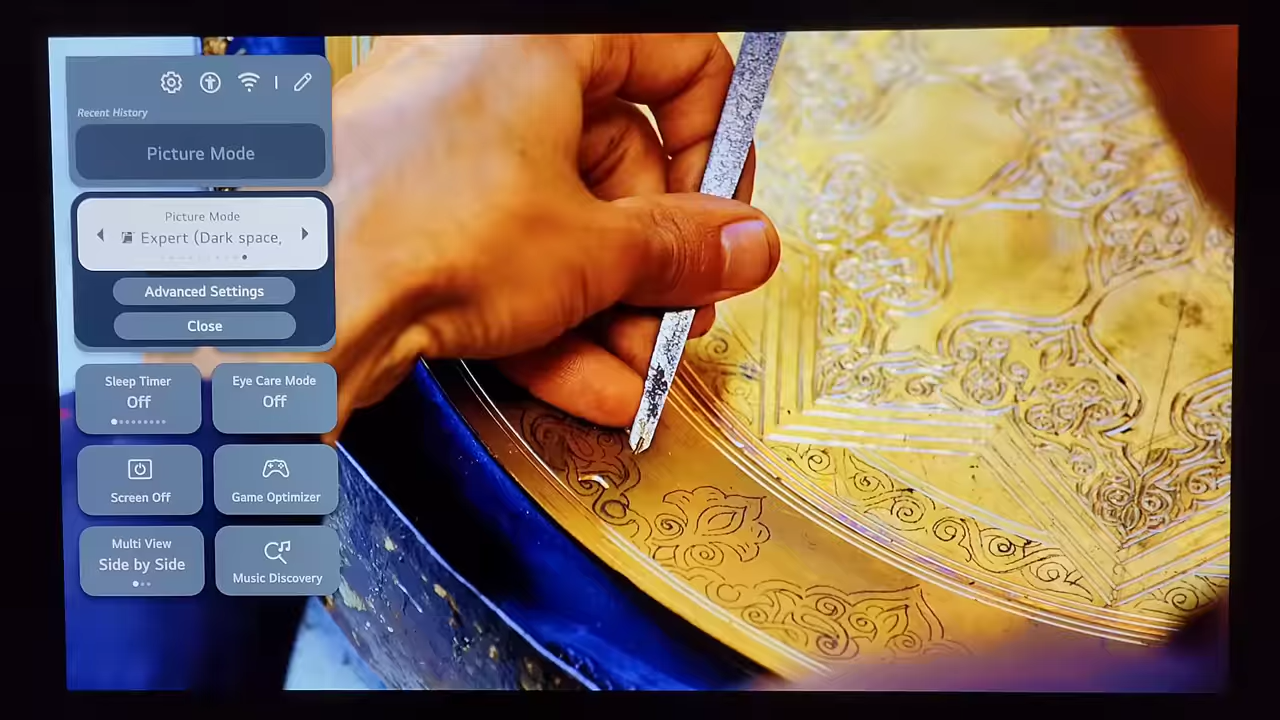 Recent History
Picture Mode
Picture Mode
Expert (Dark space,
Advanced Settings
Close
Sleep Timer
Off
Eye Care Mode
Off
Screen Off
Game Optimizer
Multi View
Side by Side
Music Discovery